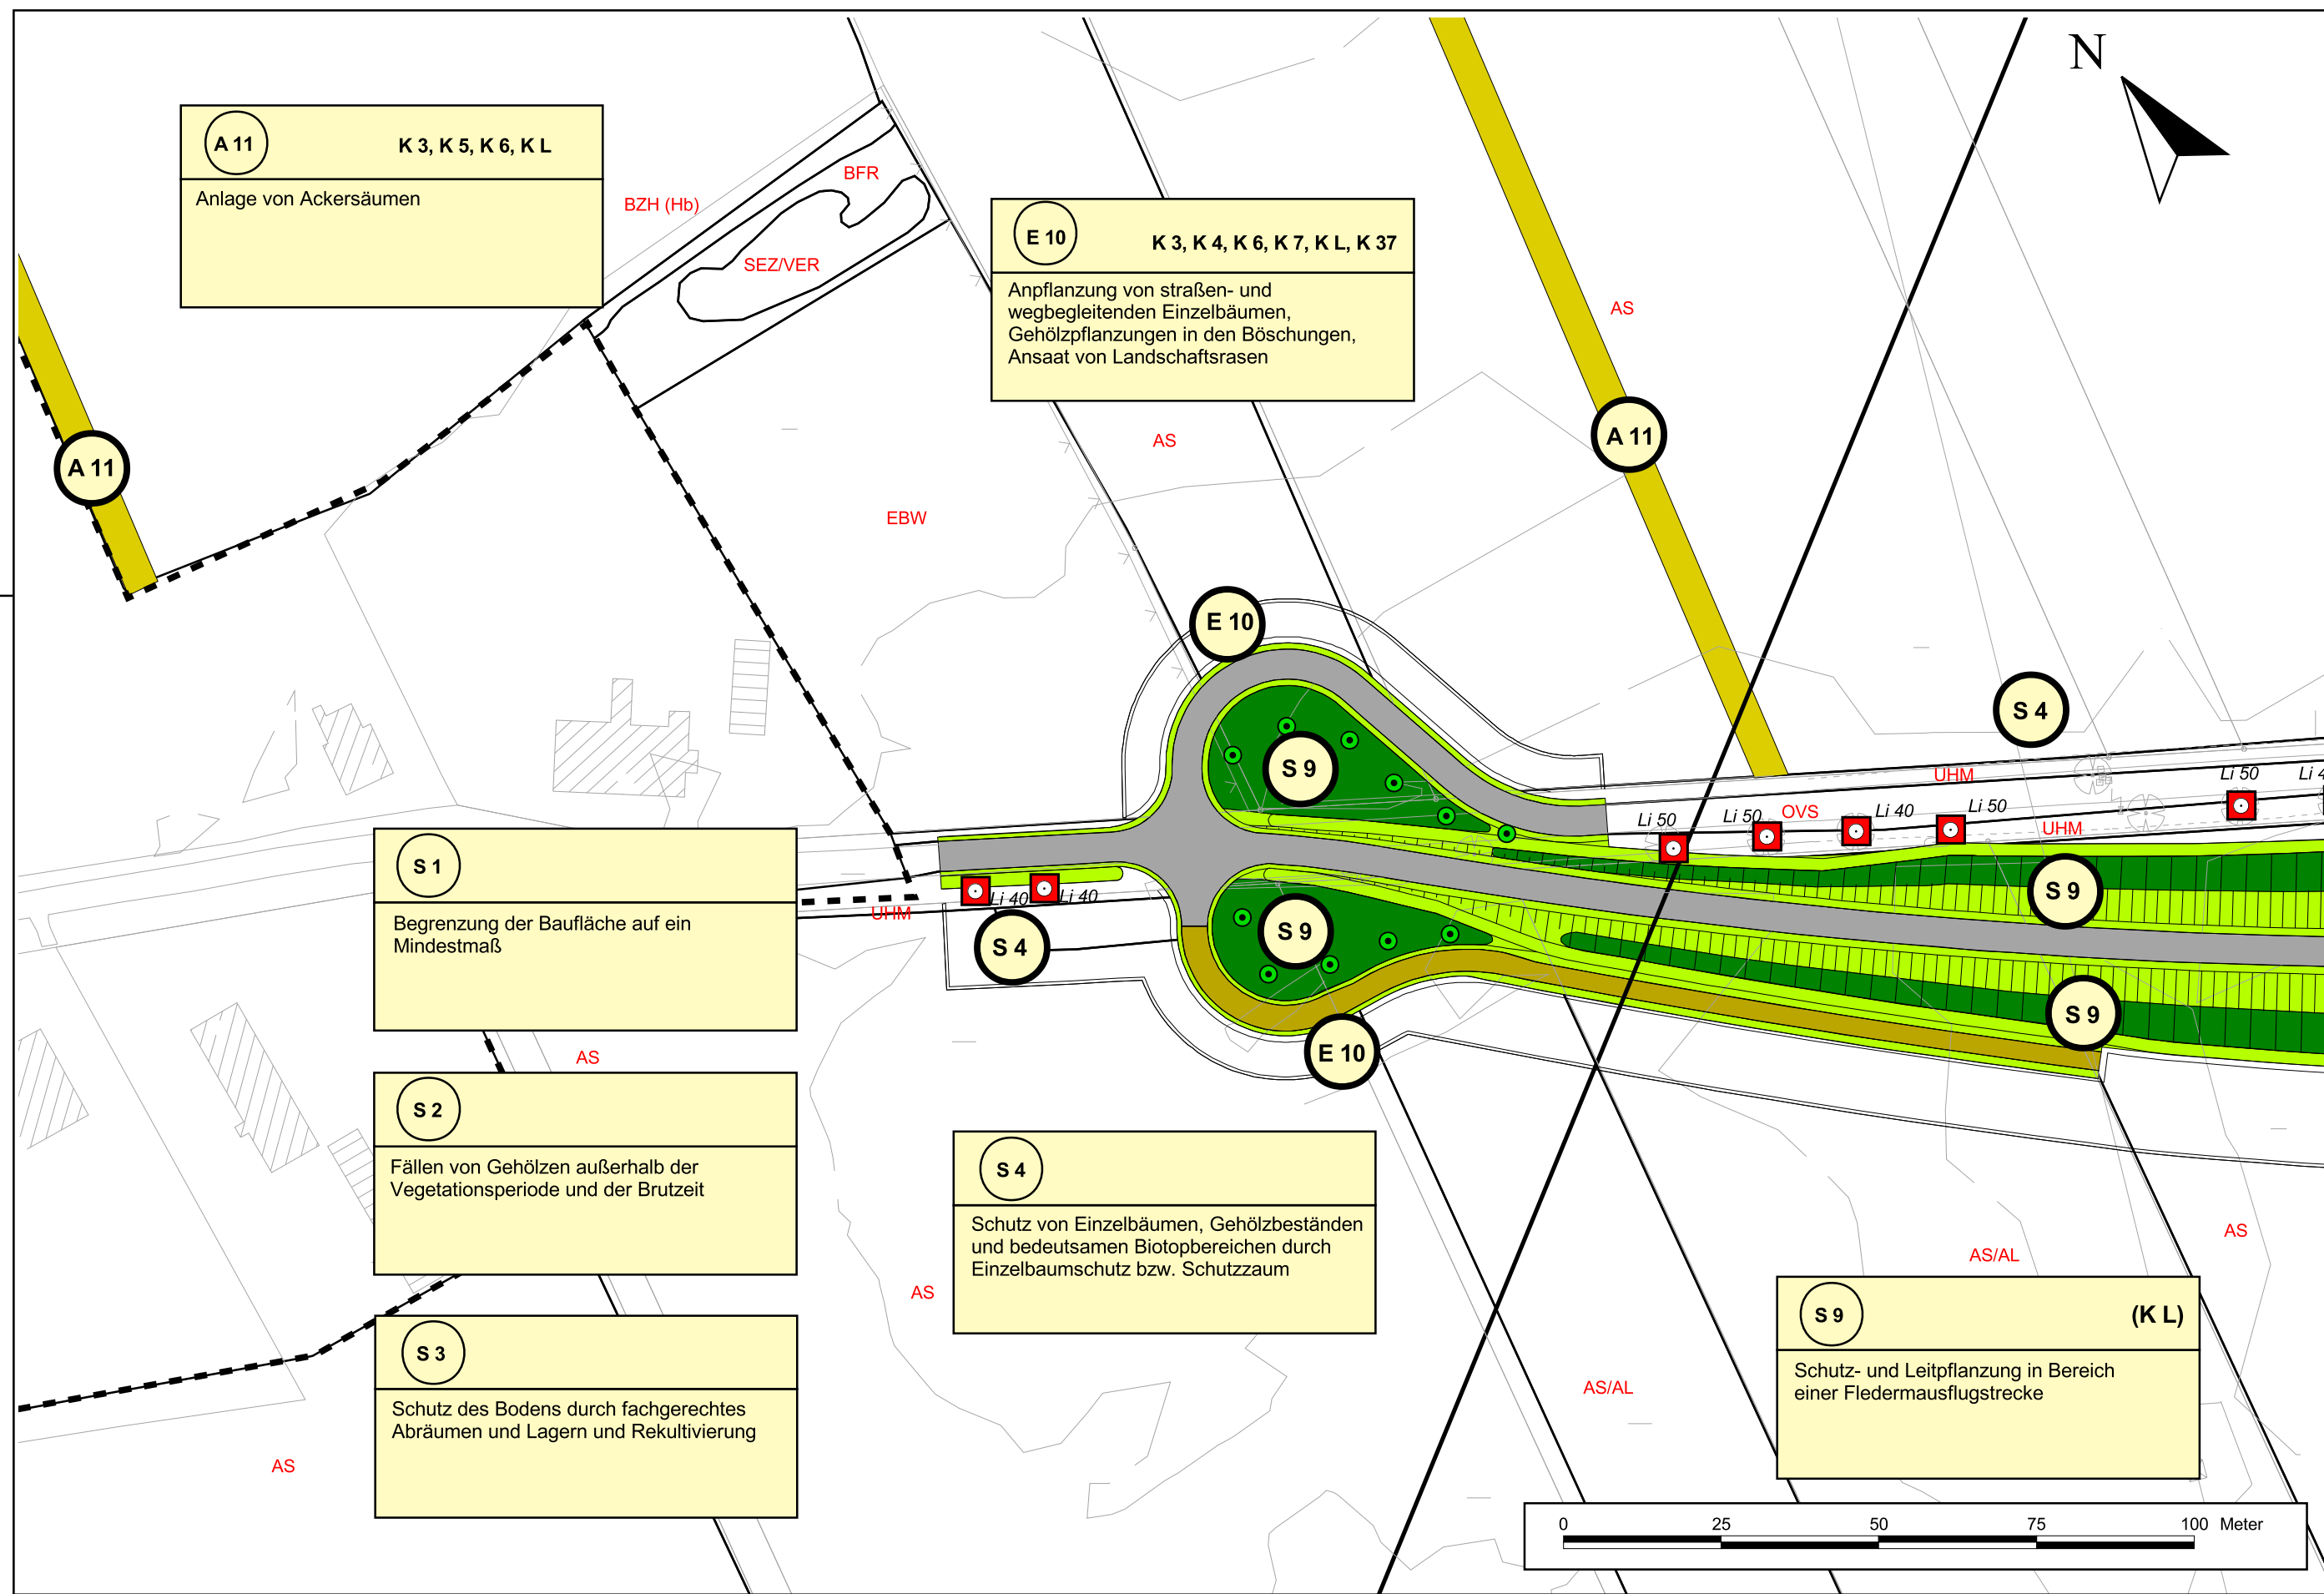 N
A 11
K 3, K 5, K 6, K L
Anlage von Ackersäumen
BZH (Hb)
BFR
SEZ/VER
E 10
K 3, K 4, K 6, K 7, K L, K 37
Anpflanzung von straßen- und
wegbegleitenden Einzelbäumen,
Gehölzpflanzungen in den Böschungen,
Ansaat von Landschaftsrasen
AS
A 11
AS
A 11
EBW
E 10
S 4
S 9
UHM
Li 50
Li 4
Li 50
Li 50
OVS
Li 40
Li 50
UHM
S 1
Begrenzung der Baufläche auf ein
Mindestmaß
Li 40
Li 40
UHM
S 4
S 9
S 9
S 9
E 10
AS
S 2
Fällen von Gehölzen außerhalb der
Vegetationsperiode und der Brutzeit
S 4
Schutz von Einzelbäumen, Gehölzbeständen
und bedeutsamen Biotopbereichen durch
Einzelbaumschutz bzw. Schutzzaum
AS
AS/AL
AS
S 9
(K L)
Schutz- und Leitpflanzung in Bereich
einer Fledermausflugstrecke
S 3
Schutz des Bodens durch fachgerechtes
Abräumen und Lagern und Rekultivierung
AS/AL
AS
0 25 50 75 100 Meter